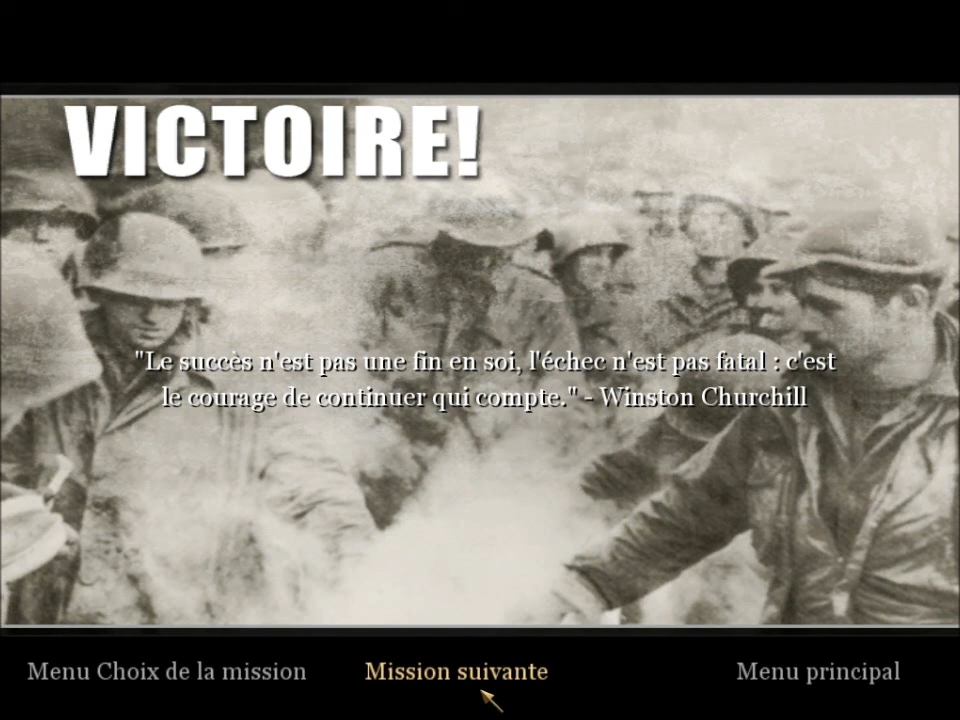 VICTOIRE!
"Le succès n'est pas une fin en soi, l'échec n'est pas fatal : c'est
le courage de continuer qui compte." - Winston Churchill
Menu Choix de la mission
Mission suivante
Menu principal